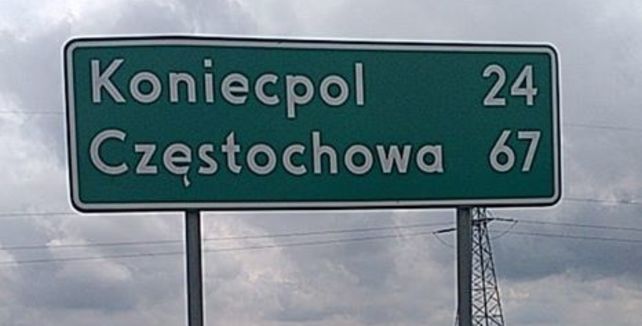 Koniecpol 24
Częstochowa 67